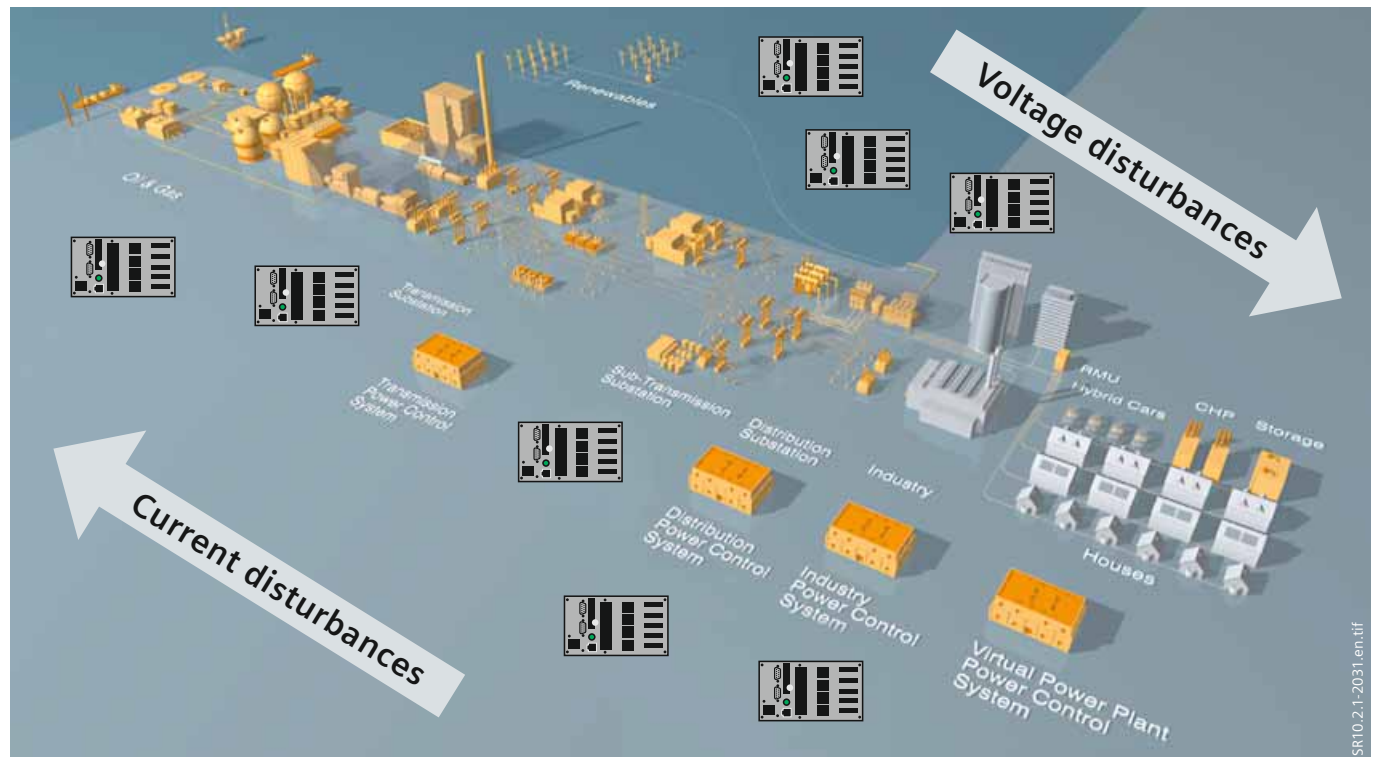 Renewables
Voltage disturbances
Oil & Gas
Transmission
Substation
Transmission
Power Control
System
Sub-Transmission
Substation
Distribution
Substation
Industry
RMU
Hybrid Cars
CHP
Storage
Current disturbances
Distribution
Power Control
System
Industry
Power Control
System
Houses
Virtual Power Plant
Power Control
System
SR10.2.1-2031.en.tif